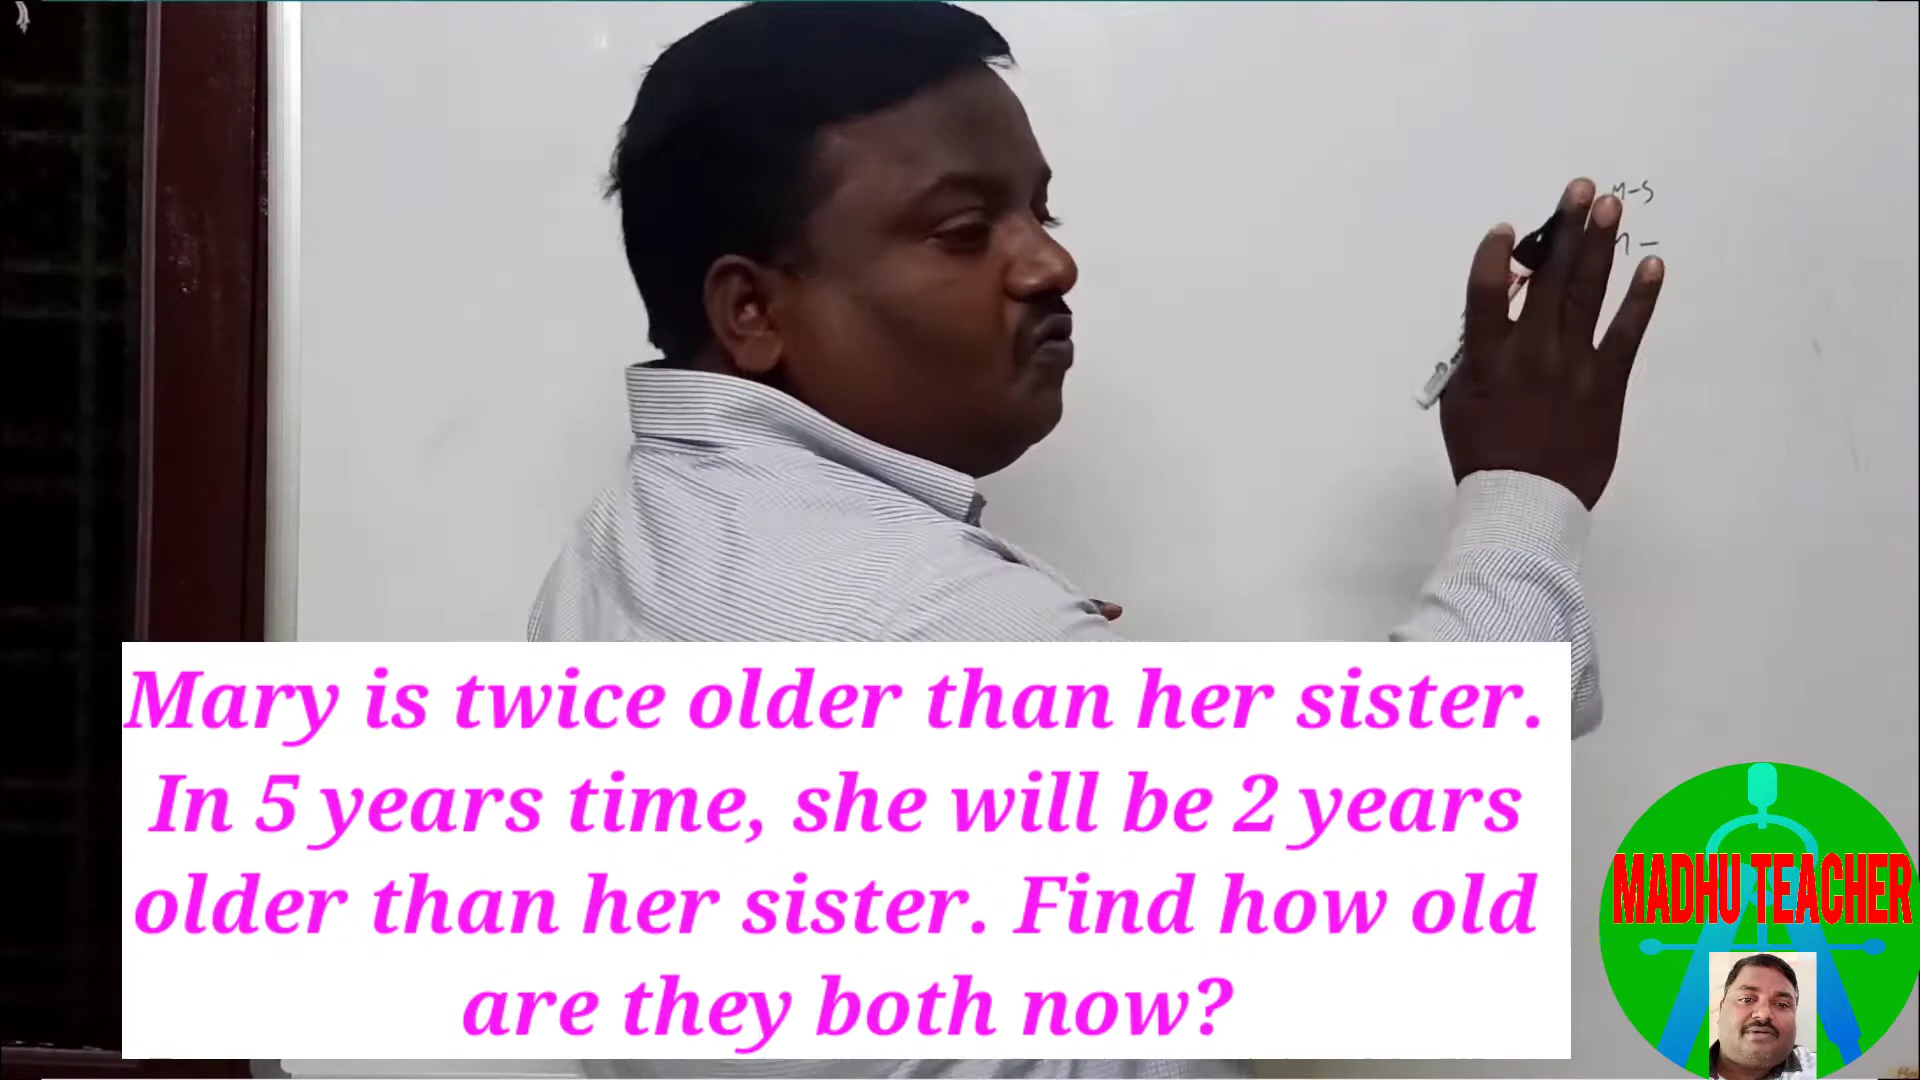 M-S
Mary is twice older than her sister.
In 5 years time, she will be 2 years
older than her sister. Find how old
are they both now?
MADHU TEACHER